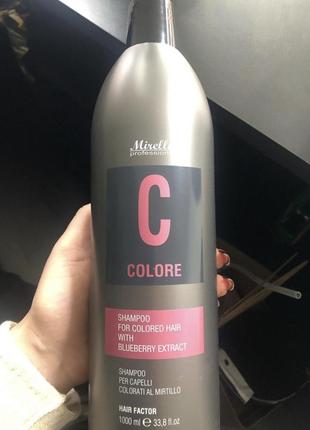 Mirella
professional
C
COLORE
SHAMPOO
FOR COLORED HAIR
WITH
BLUEBERRY EXTRACT
SHAMPOO
PER CAPELLI
COLORATI AL MIRTILLO
HAIR FACTOR
1000 ml ℮ 33,8 fl.oz